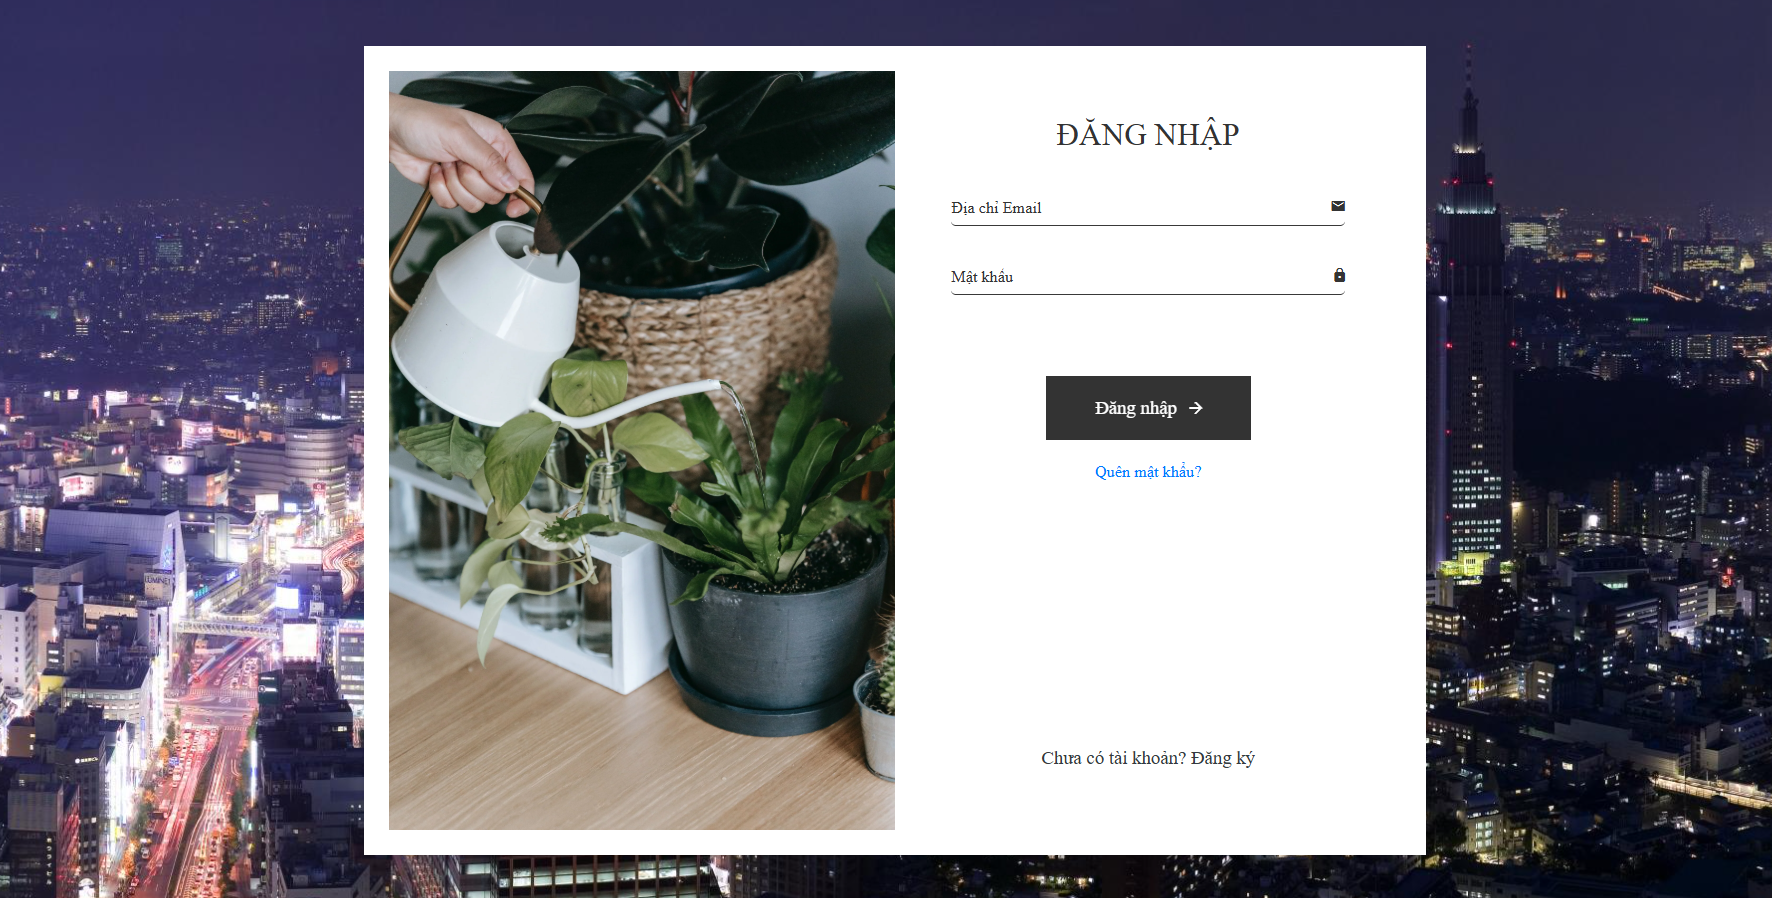 ĐĂNG NHẬP
Địa chỉ Email
Mật khẩu
Đăng nhập
Quên mật khẩu?
Chưa có tài khoản? Đăng ký